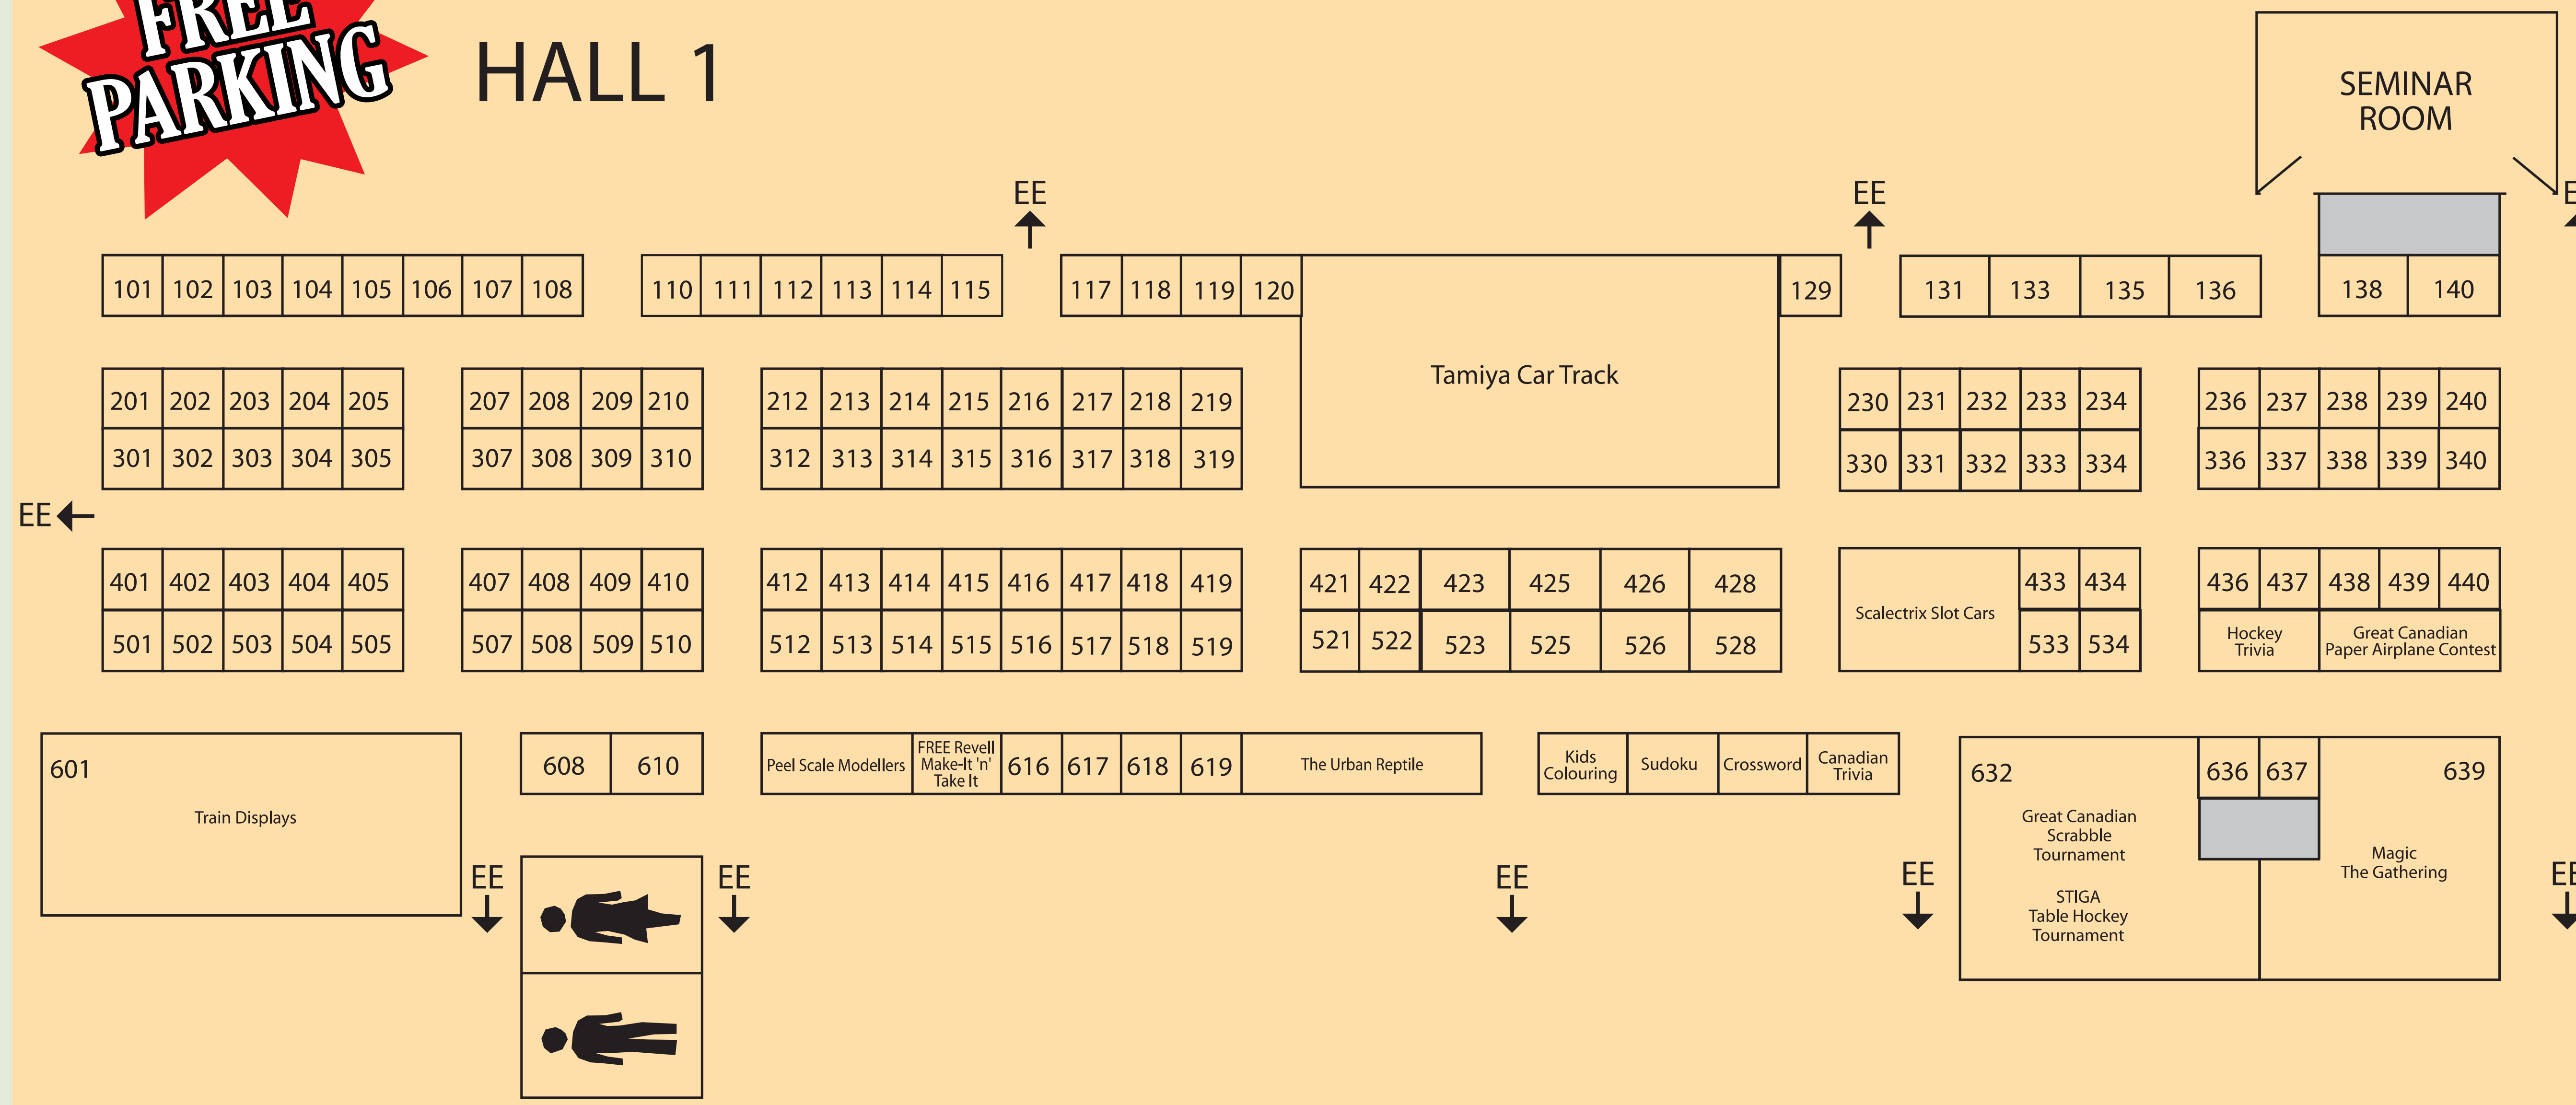 FREE
PARKING
HALL 1
SEMINAR
ROOM
EE
EE
101 102 103 104 105 106 107 108
110 111 112 113 114 115
117 118 119 120
129
131 133 135 136
138 140
Tamiya Car Track
201 202 203 204 205
207 208 209 210
212 213 214 215 216 217 218 219
230 231 232 233 234
236 237 238 239 240
301 302 303 304 305
307 308 309 310
312 313 314 315 316 317 318 319
330 331 332 333 334
336 337 338 339 340
EE
401 402 403 404 405
407 408 409 410
412 413 414 415 416 417 418 419
421 422 423 425 426 428
Scalectrix Slot Cars
433 434
436 437 438 439 440
501 502 503 504 505
507 508 509 510
512 513 514 515 516 517 518 519
521 522 523 525 526 528
533 534
Hockey
Trivia
Great Canadian
Paper Airplane Contest
601
Train Displays
608 610
Peel Scale Modellers
FREE Revell
Make-It 'n'
Take It
616 617 618 619
The Urban Reptile
Kids
Colouring
Sudoku
Crossword
Canadian
Trivia
632
Great Canadian
Scrabble
Tournament
STIGA
Table Hockey
Tournament
636 637
639
Magic
The Gathering
EE
EE
EE
EE